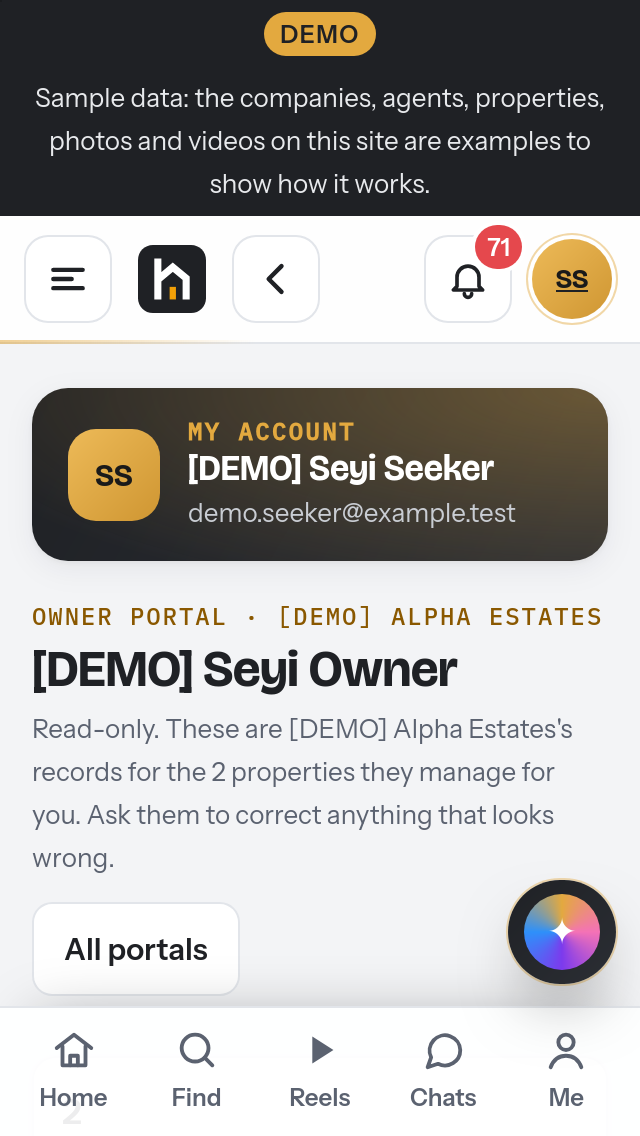 DEMO
Sample data: the companies, agents, properties,
photos and videos on this site are examples to
show how it works.
71
SS
MY ACCOUNT
SS
[DEMO] Seyi Seeker
demo.seeker@example.test
OWNER PORTAL · [DEMO] ALPHA ESTATES
[DEMO] Seyi Owner
Read-only. These are [DEMO] Alpha Estates's
records for the 2 properties they manage for
you. Ask them to correct anything that looks
wrong.
All portals
Home
Find
Reels
Chats
Me
2